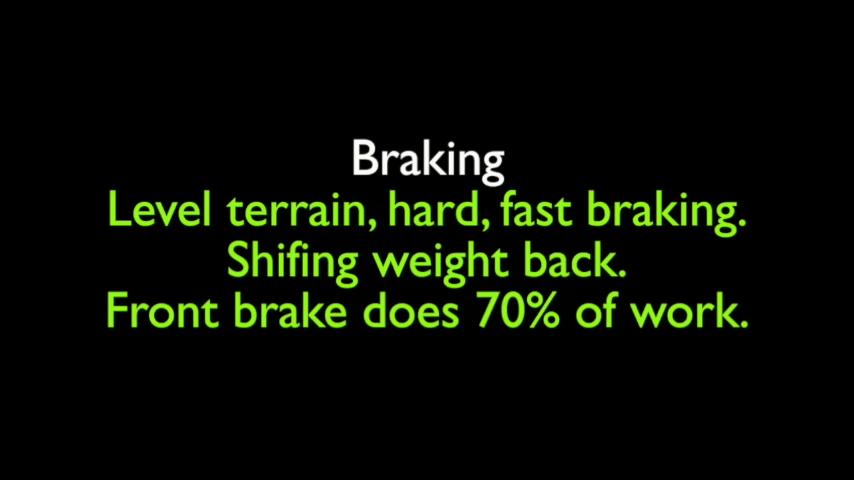 Braking
Level terrain, hard, fast braking.
Shifing weight back.
Front brake does 70% of work.